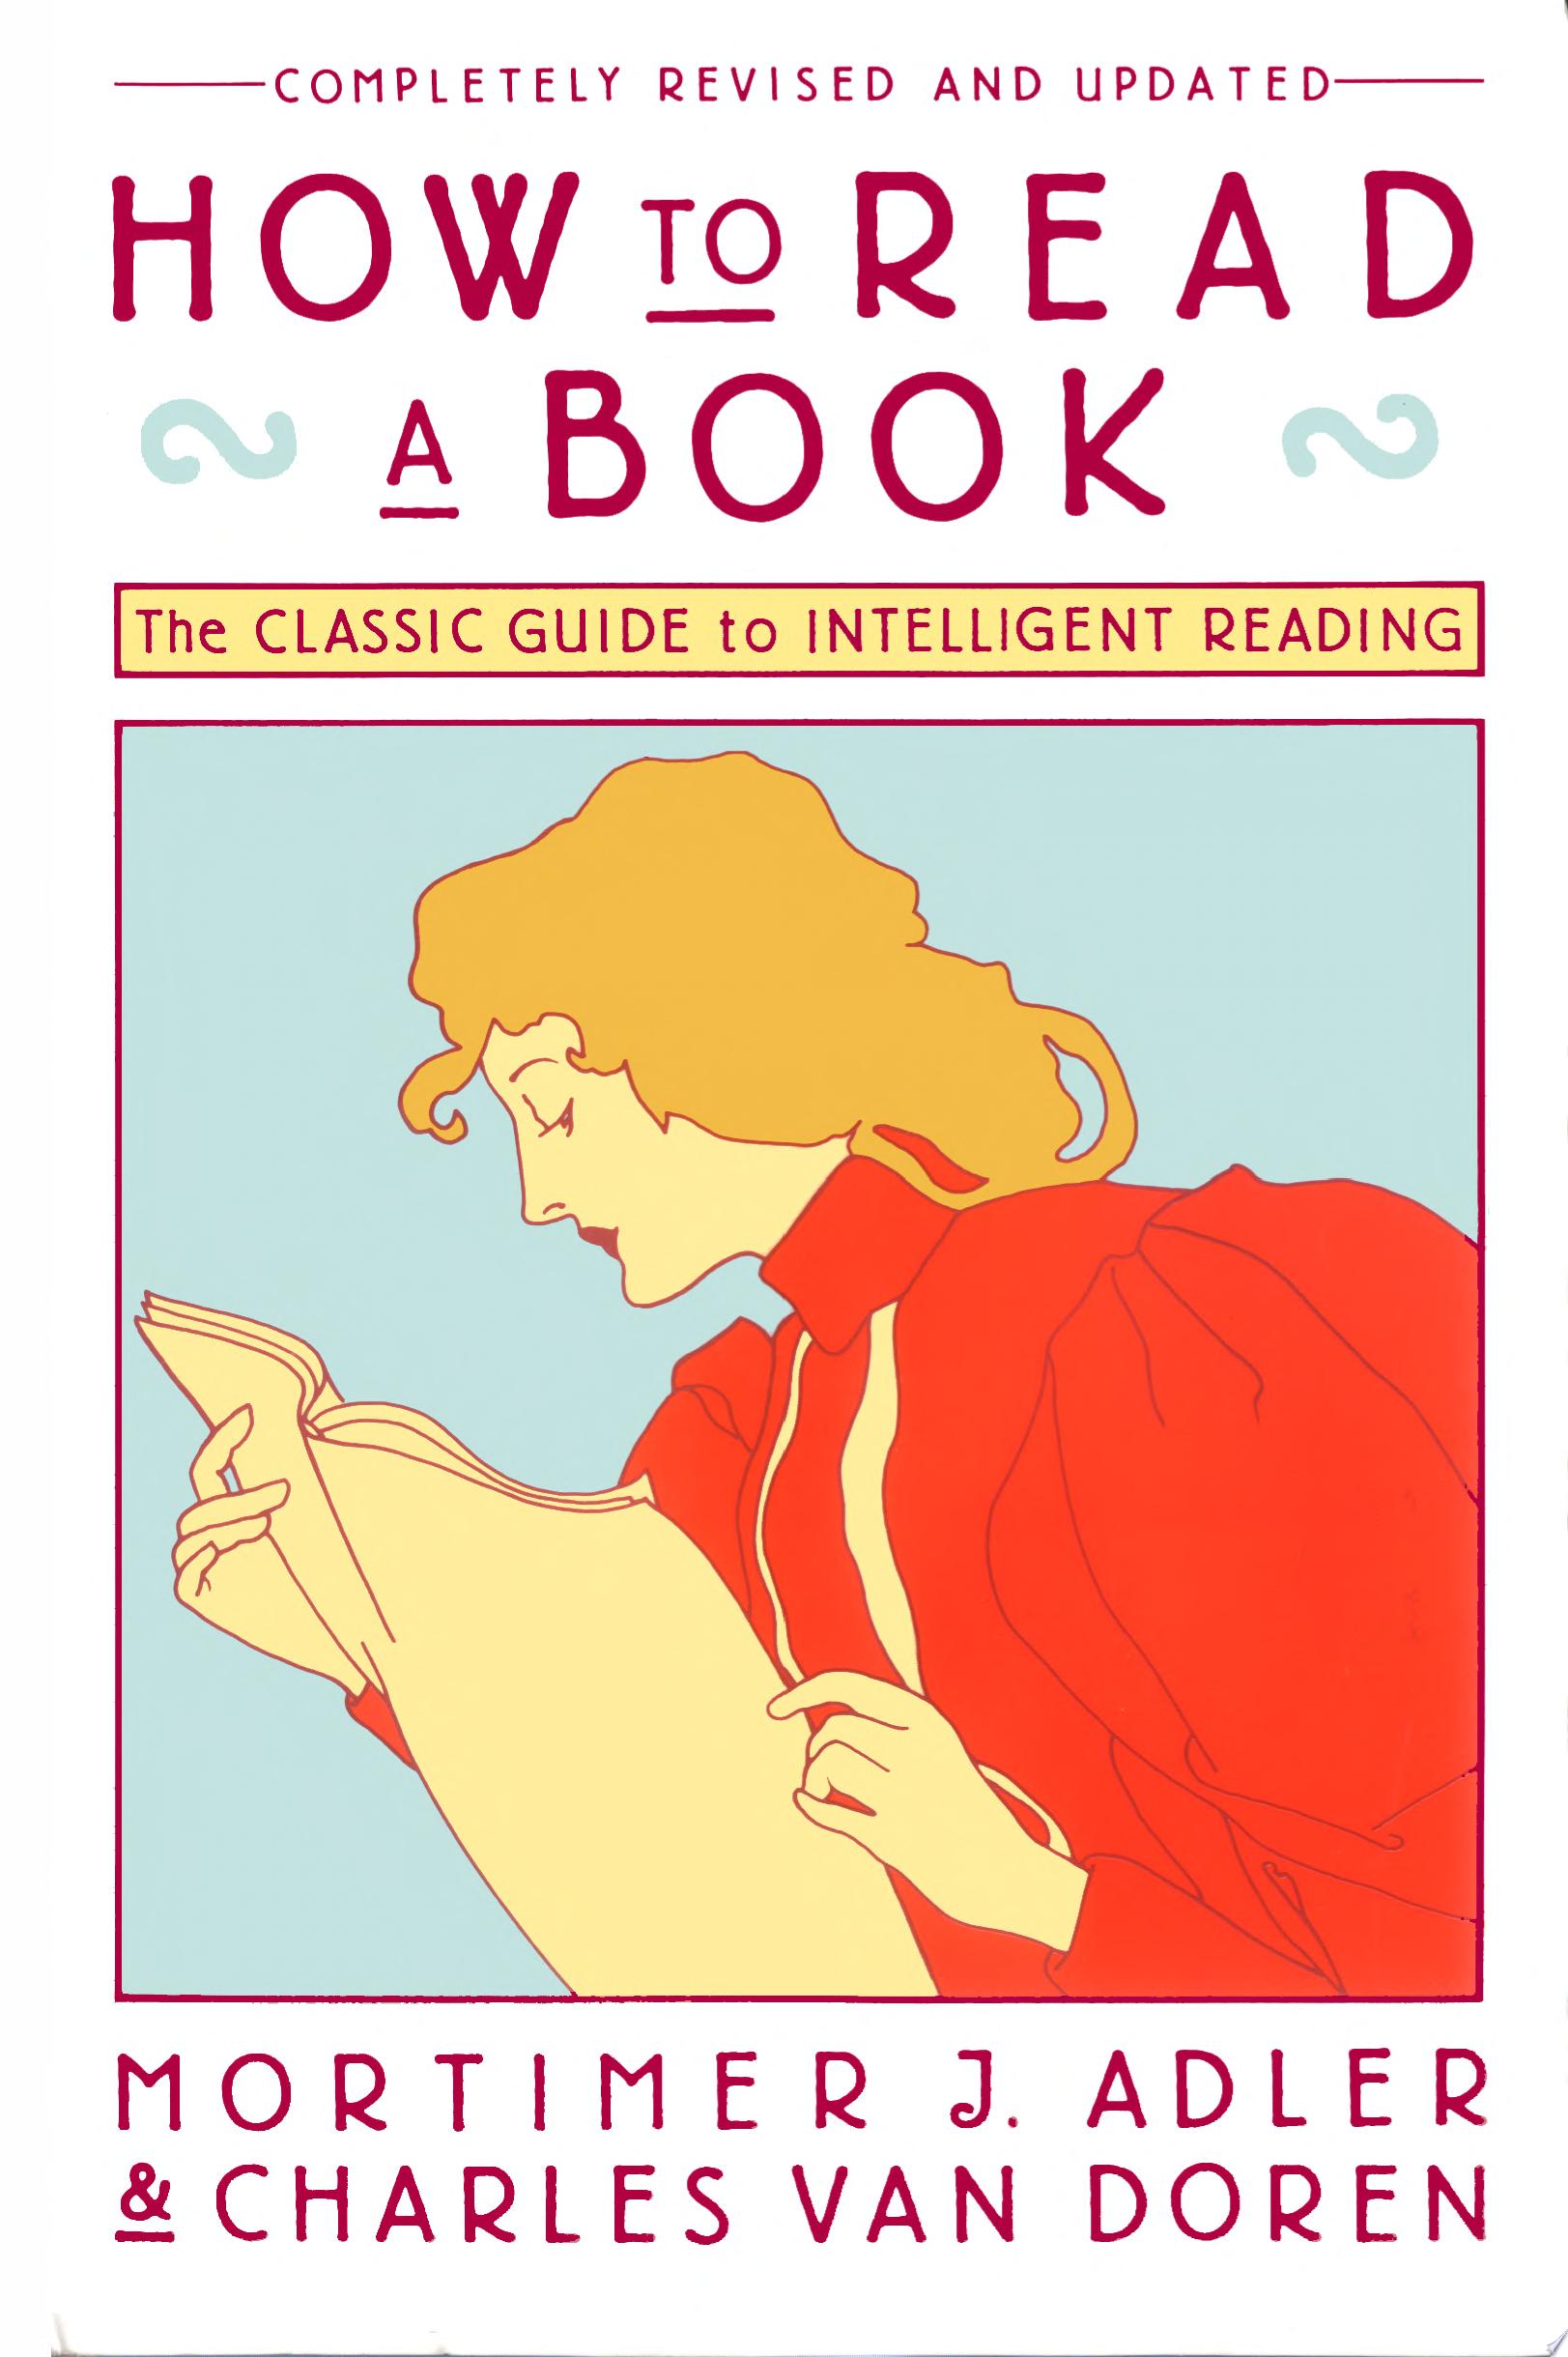 COMPLETELY REVISED AND UPDATED
HOW TO READ
A BOOK
The CLASSIC GUIDE to INTELLIGENT READING
MORTIMER J. ADLER
& CHARLES VAN DOREN